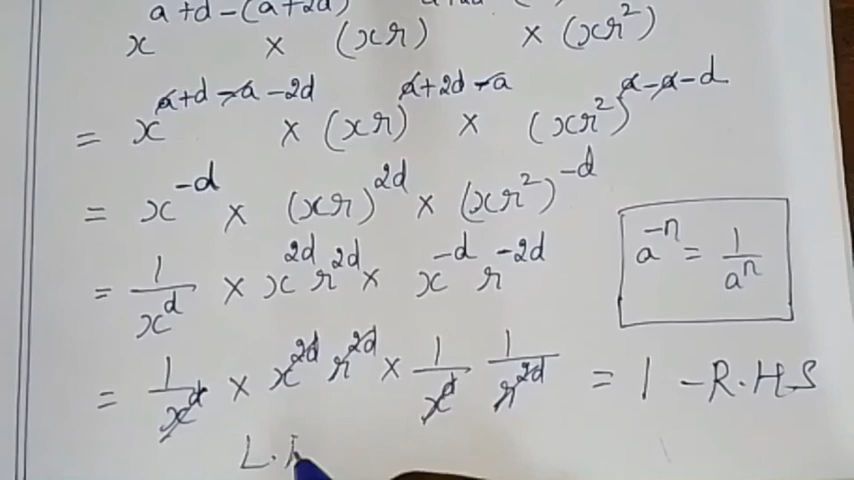 x^{a+d-(a+2d)} × (xr) × (xr²)
= x^{a+d-a-2d} × (xr)^{a+2d-a} × (xr²)^{a-a-d}
= x^{-d} × (xr)^{2d} × (xr²)^{-d}
a^{-n} = 1/a^n
= 1/x^d × x^{2d} r^{2d} × x^{-d} r^{-2d}
= 1/x^d × x^{2d} r^{2d} × 1/x^d 1/r^{2d} = 1 - R.H.S
L.